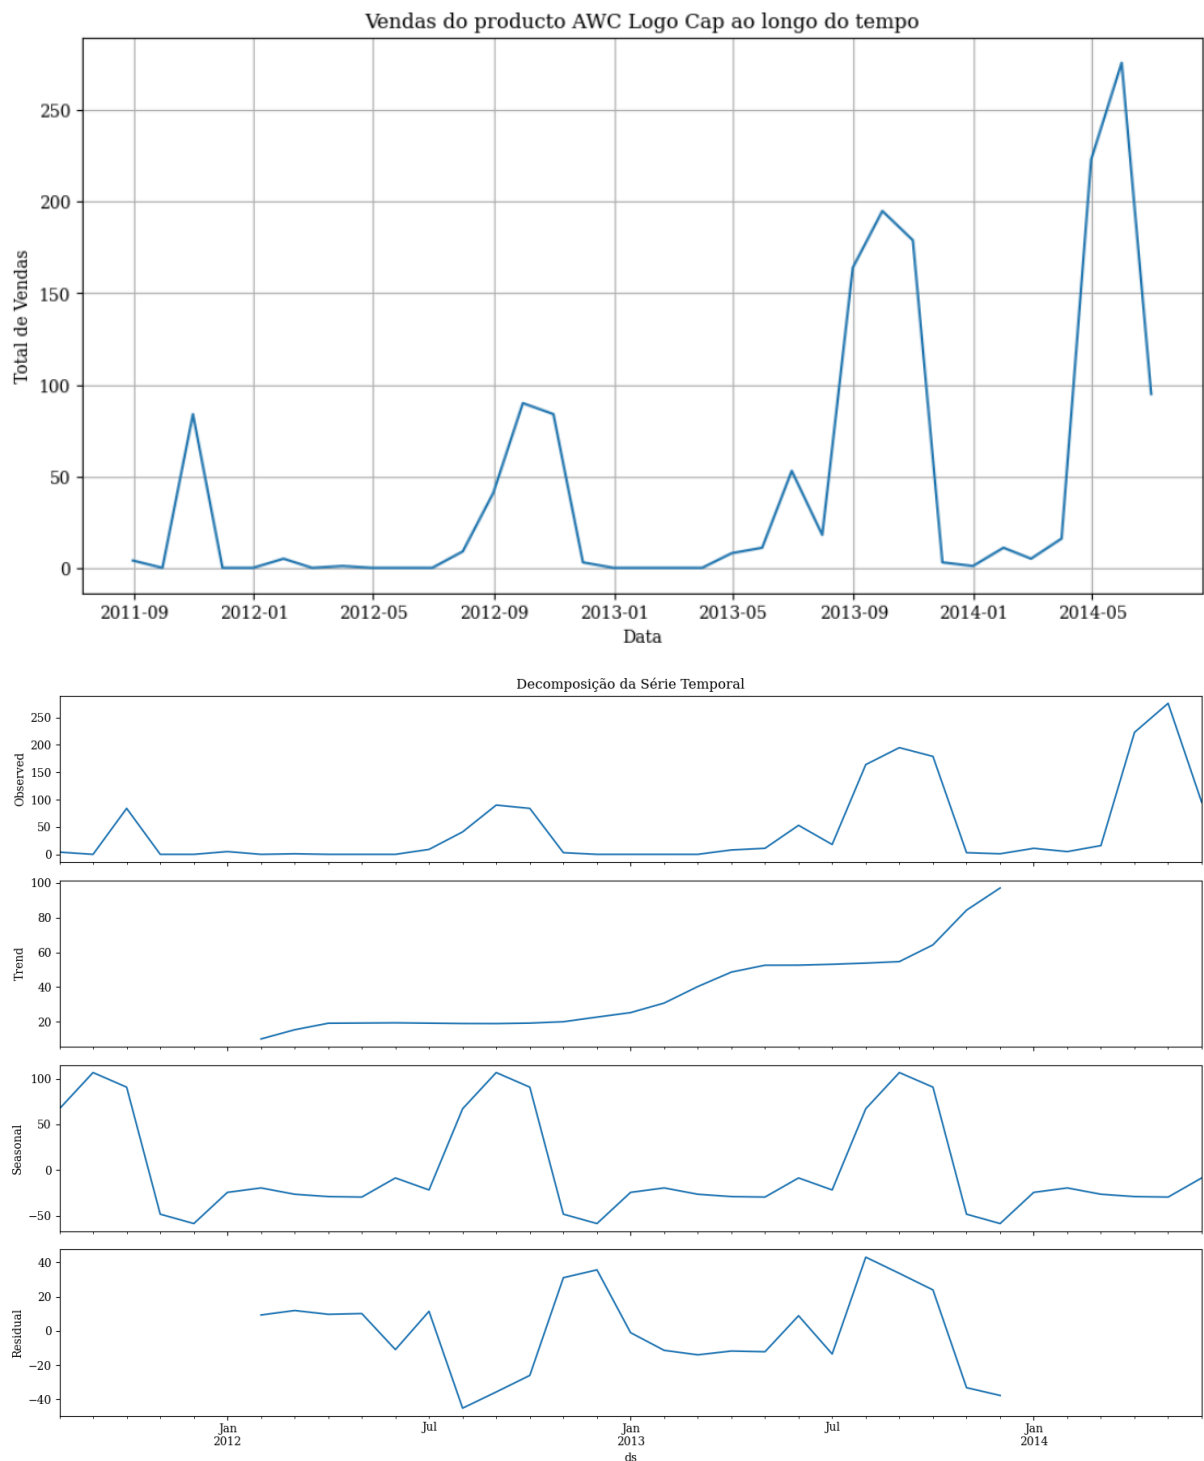 Vendas do producto AWC Logo Cap ao longo do tempo
Total de Vendas
250
200
150
100
50
0
2011-09 2012-01 2012-05 2012-09 2013-01 2013-05 2013-09 2014-01 2014-05
Data
Decomposição da Série Temporal
Observed
250
200
150
100
50
0
Trend
100
80
60
40
20
Seasonal
100
50
0
−50
Residual
40
20
0
−20
−40
Jan Jul Jan Jul Jan
2012 2013 2014
ds